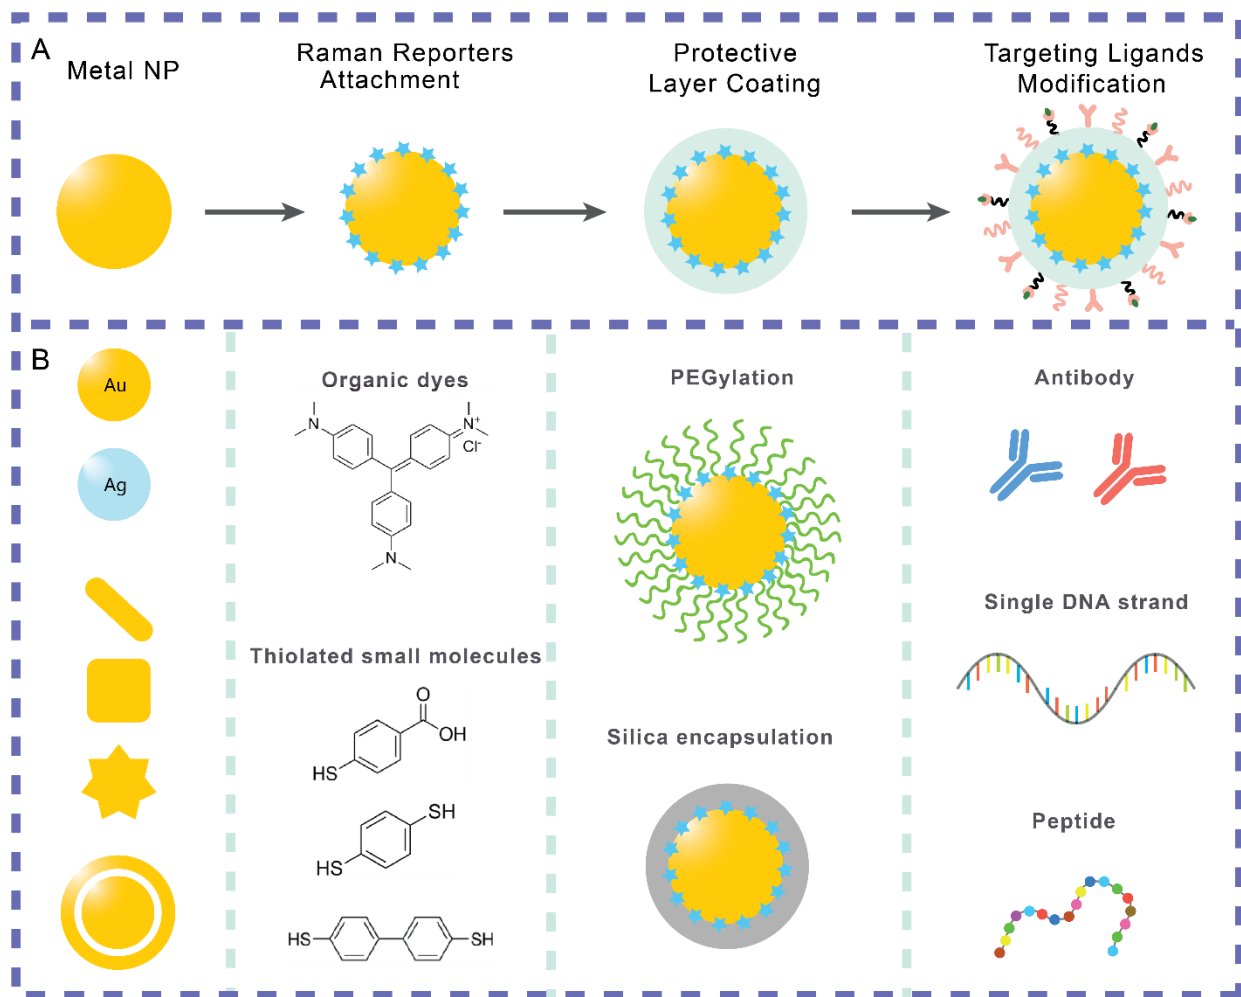 A
Metal NP
Raman Reporters
Attachment
Protective
Layer Coating
Targeting Ligands
Modification
B
Au
Ag
Organic dyes
N
N+
Cl-
N
Thiolated small molecules
O
OH
HS
SH
HS
HS
SH
PEGylation
Silica encapsulation
Antibody
Single DNA strand
Peptide